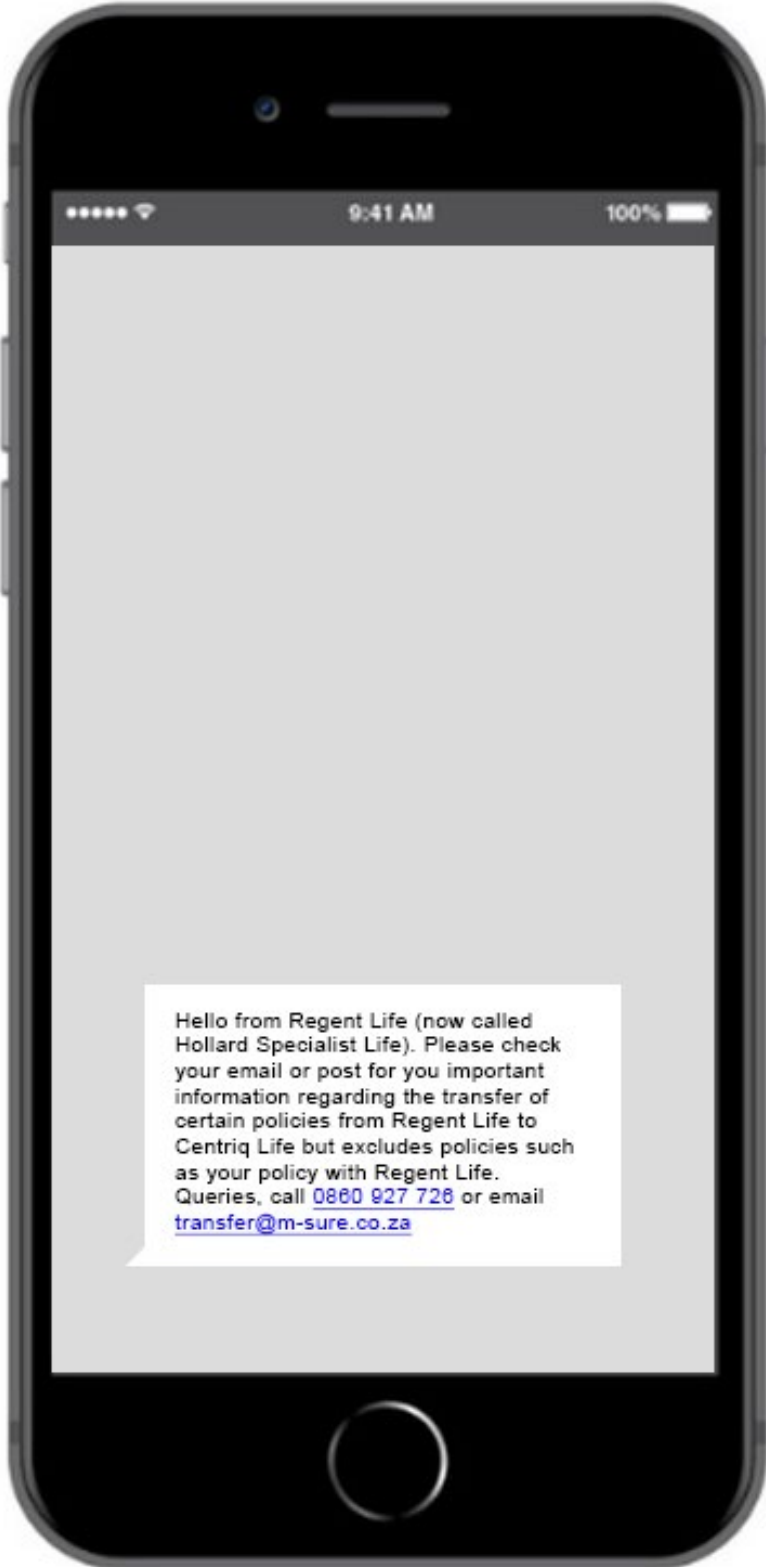 9:41 AM
100%
Hello from Regent Life (now called
Hollard Specialist Life). Please check
your email or post for you important
information regarding the transfer of
certain policies from Regent Life to
Centriq Life but excludes policies such
as your policy with Regent Life.
Queries, call 0860 927 726 or email
transfer@m-sure.co.za